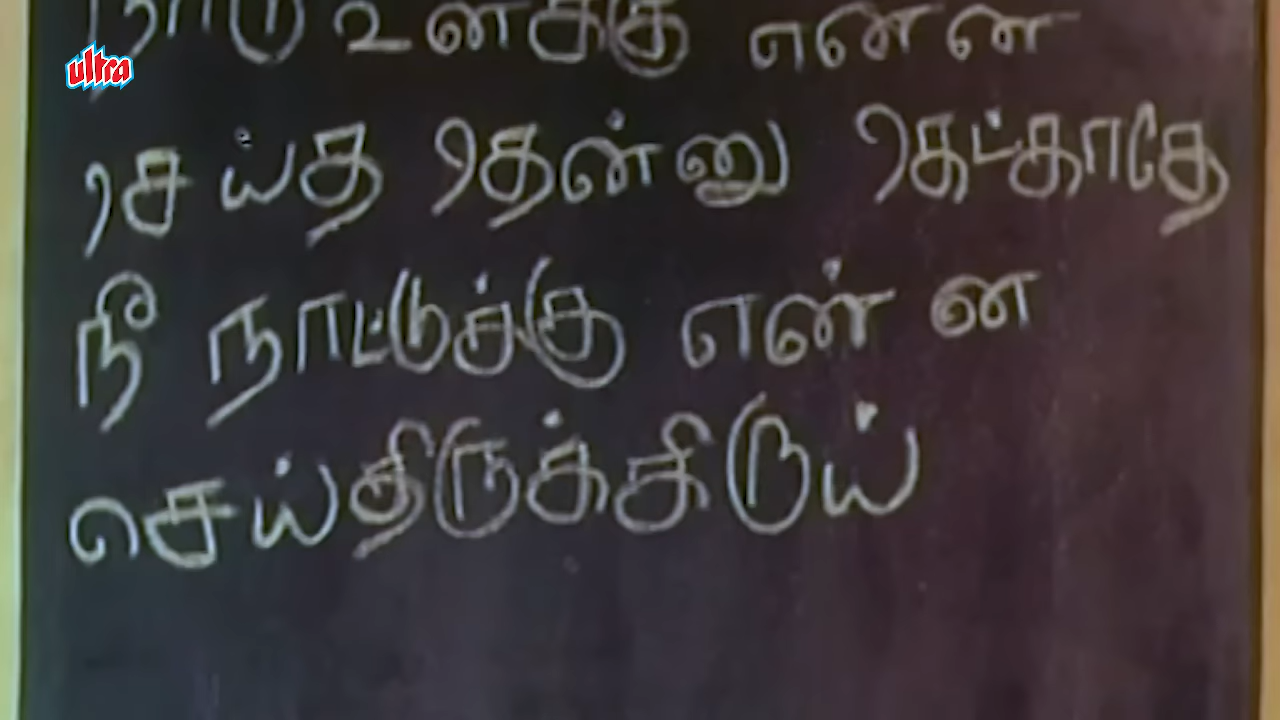 ultra
நாடு உனக்கு என்ன
செய்த தென்னு கெட்காதே
நீ நாட்டுக்கு என்ன
செய்திருக்கிடுய்